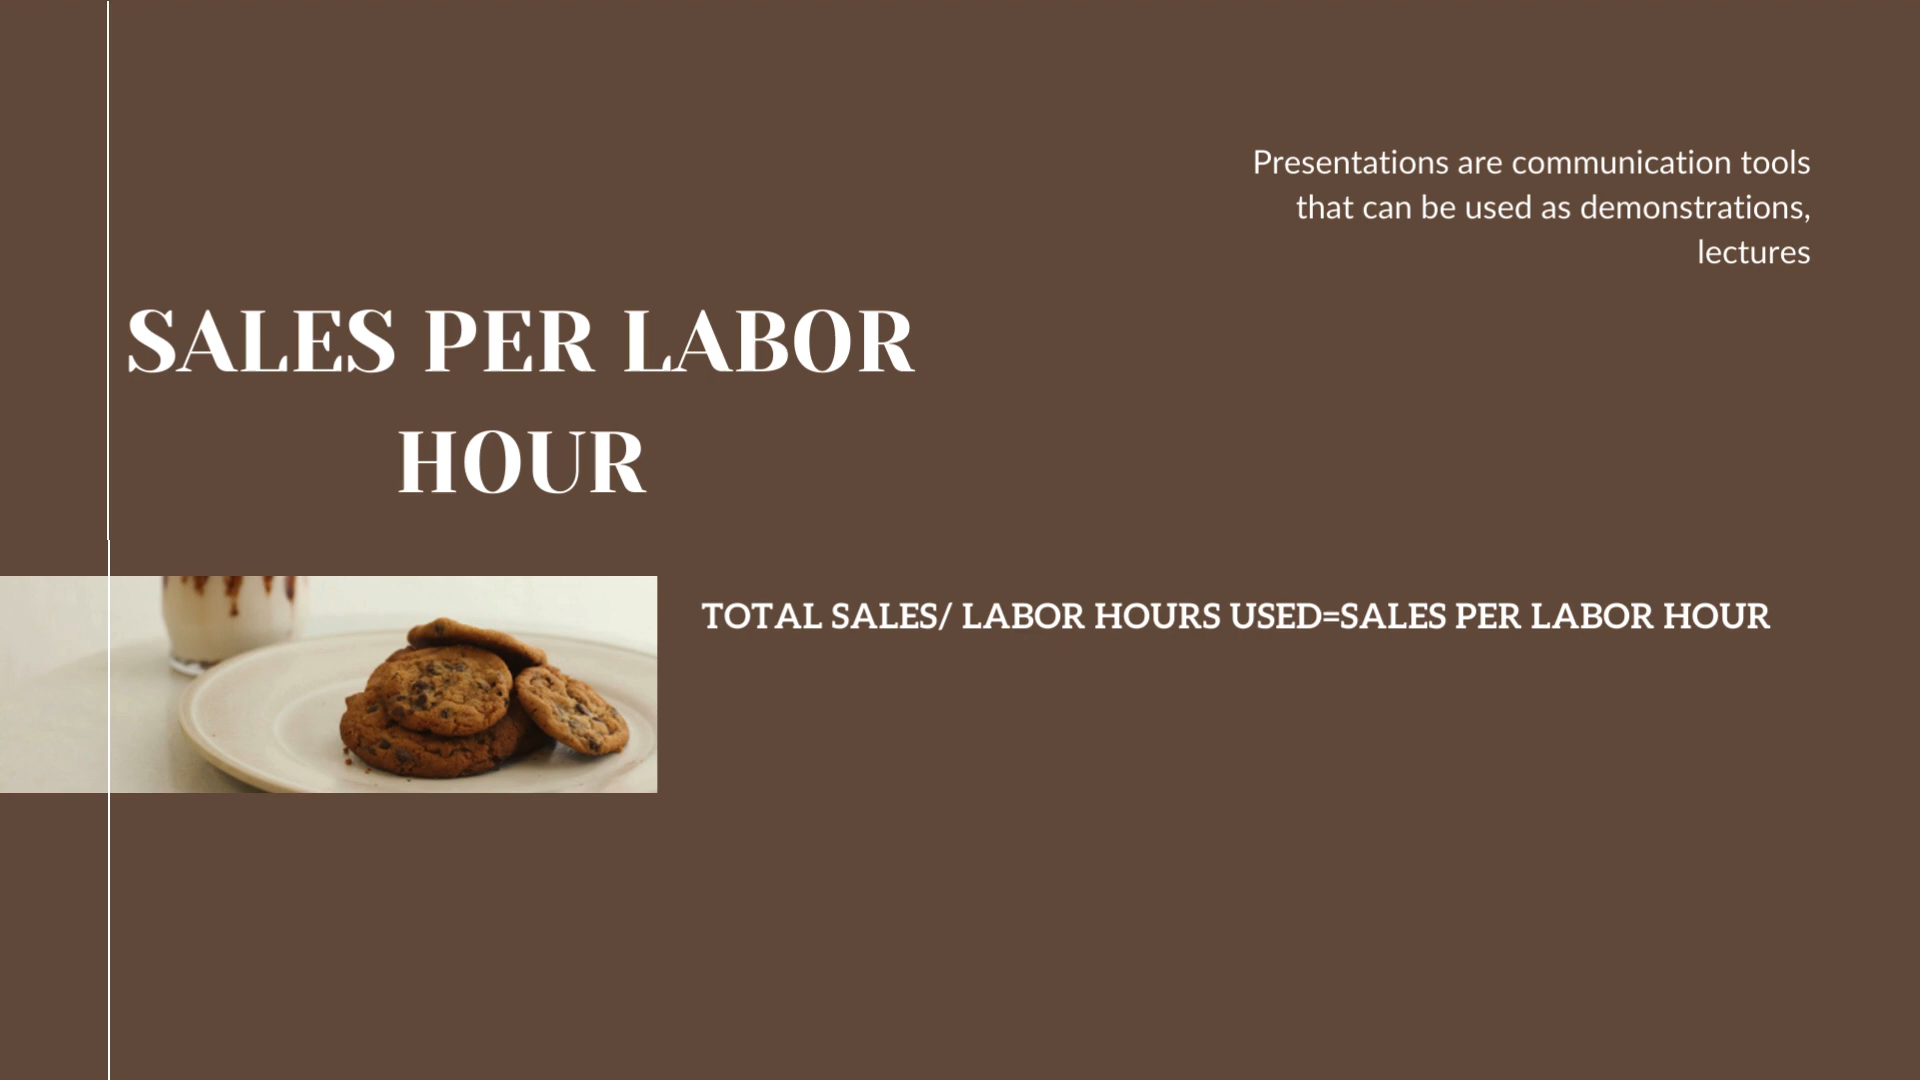 Presentations are communication tools
that can be used as demonstrations,
lectures
SALES PER LABOR
HOUR
TOTAL SALES/ LABOR HOURS USED=SALES PER LABOR HOUR